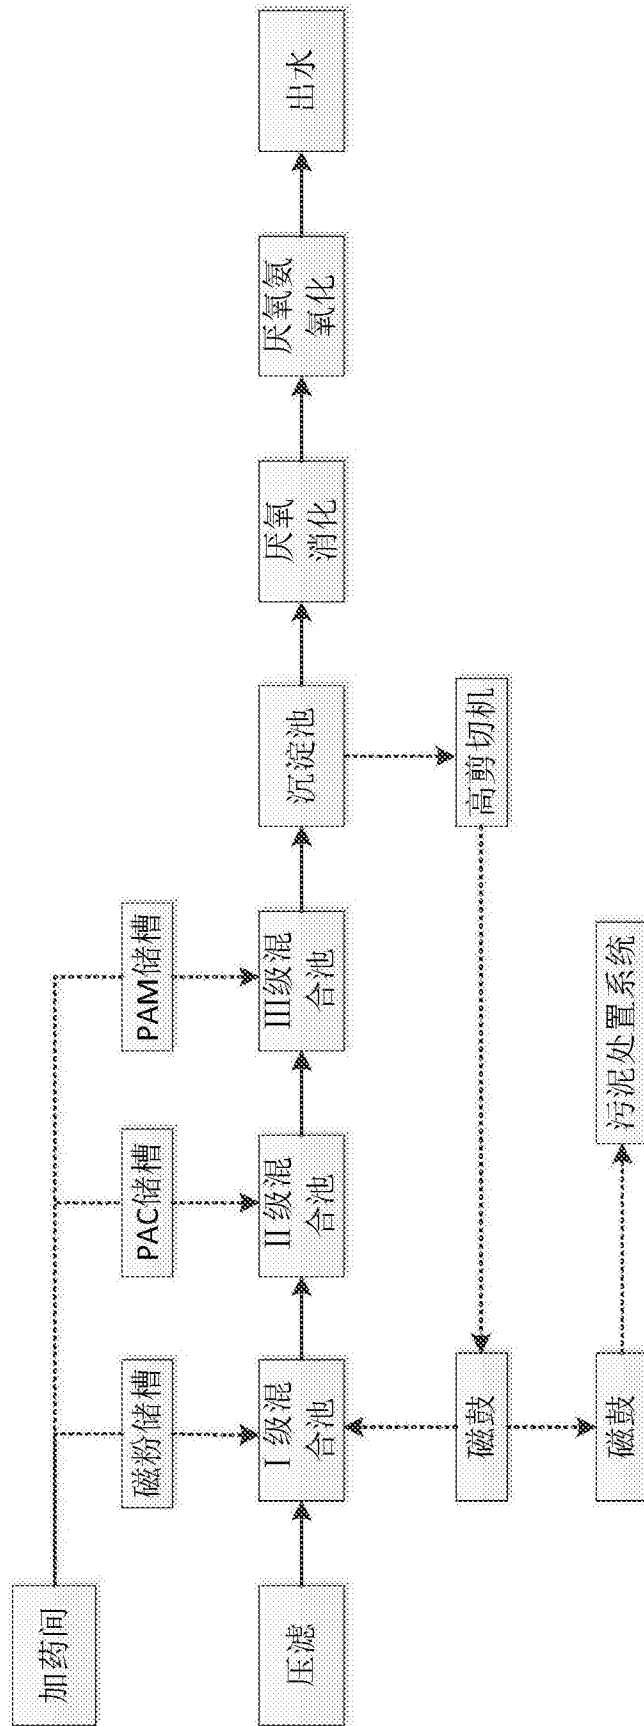 加药间
磁粉储槽
PAC储槽
PAM储槽
压滤
I级混
合池
II级混
合池
III级混
合池
沉淀池
厌氧
消化
厌氧氨
氧化
出水
磁鼓
高剪切机
磁鼓
污泥处置系统